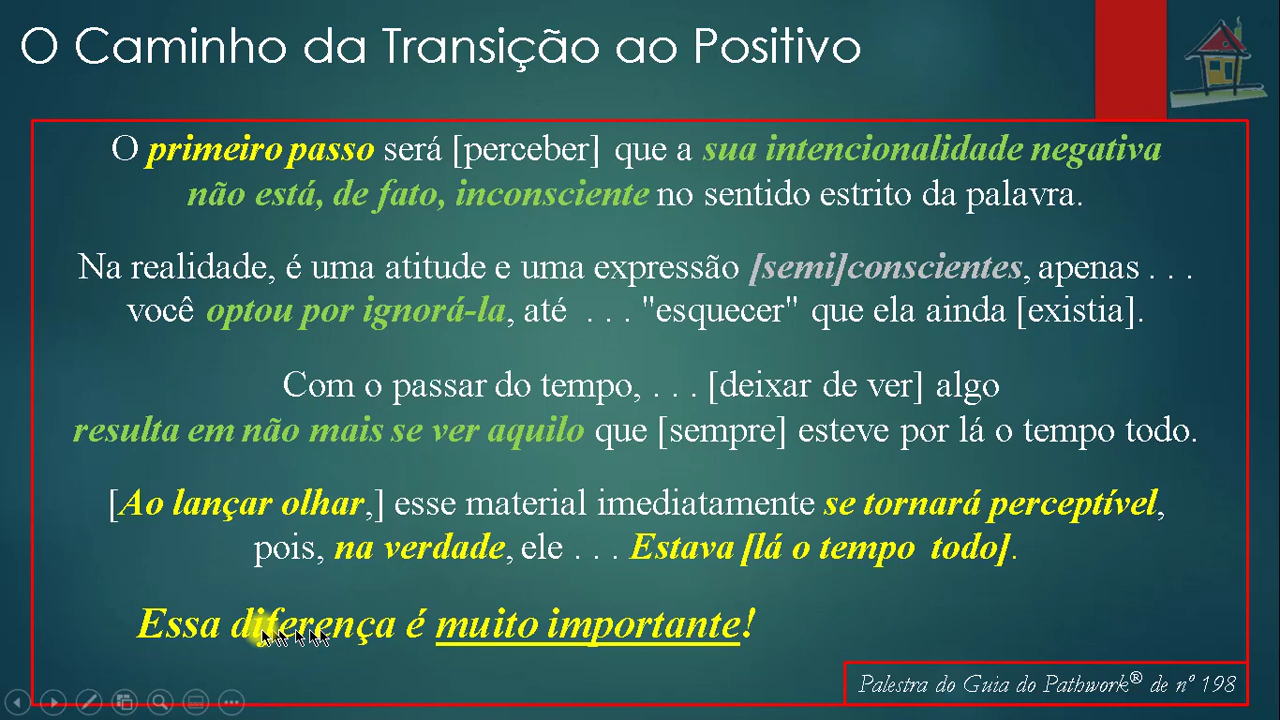 O Caminho da Transição ao Positivo
O primeiro passo será [perceber] que a sua intencionalidade negativa
não está, de fato, inconsciente no sentido estrito da palavra.
Na realidade, é uma atitude e uma expressão [semi]conscientes, apenas . . .
você optou por ignorá-la, até . . . "esquecer" que ela ainda [existia].
Com o passar do tempo, . . . [deixar de ver] algo
resulta em não mais se ver aquilo que [sempre] esteve por lá o tempo todo.
[Ao lançar olhar,] esse material imediatamente se tornará perceptível,
pois, na verdade, ele . . . Estava [lá o tempo todo].
Essa diferença é muito importante!
Palestra do Guia do Pathwork® de nº 198